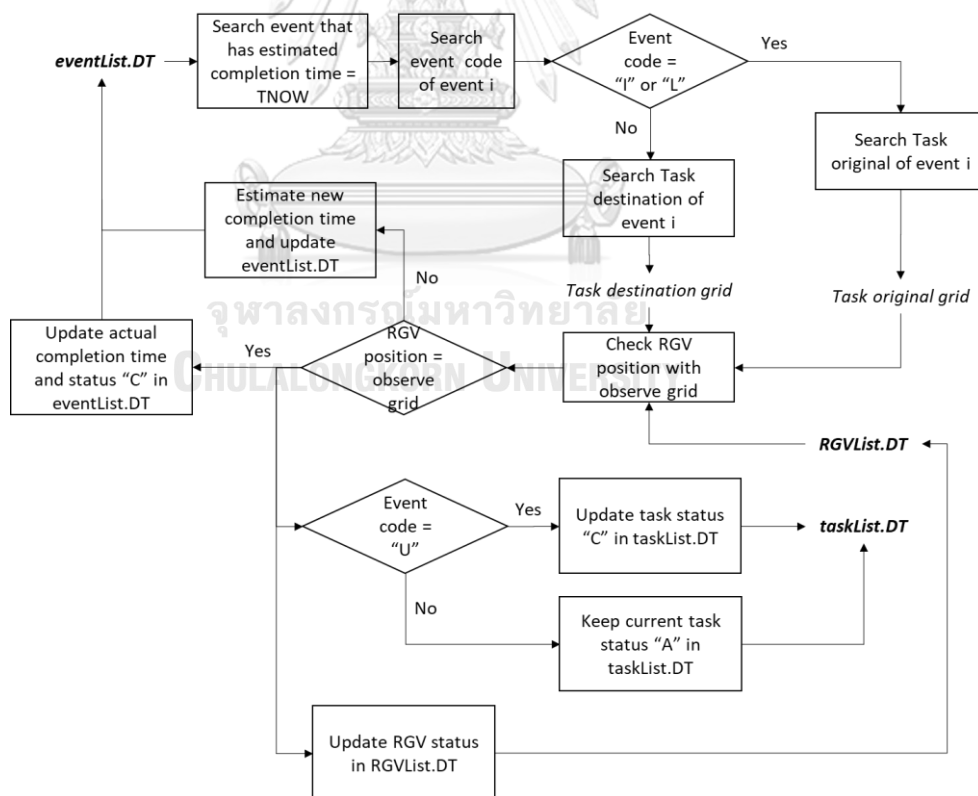 eventList.DT
Search event that
has estimated
completion time =
TNOW
Search
event code
of event i
Event
code =
"I" or "L"
Yes
No
Search Task
original of event i
Search Task
destination of
event i
Estimate new
completion time
and update
eventList.DT
No
Task destination grid
Task original grid
จุฬาลงกรณ์มหาวิทยาลัย
CHULALONGKORN UNIVERSITY
Update actual
completion time
and status "C" in
eventList.DT
Yes
RGV
position =
observe
grid
Check RGV
position with
observe grid
RGVList.DT
Event
code =
"U"
Yes
Update task status
"C" in taskList.DT
taskList.DT
No
Keep current task
status "A" in
taskList.DT
Update RGV status
in RGVList.DT